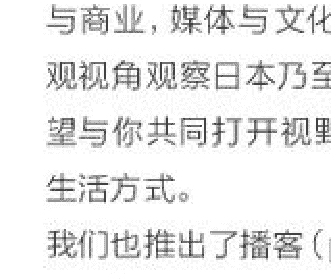 与商业，媒体与文化
观视角观察日本乃至
望与你共同打开视野
生活方式。
我们也推出了播客（